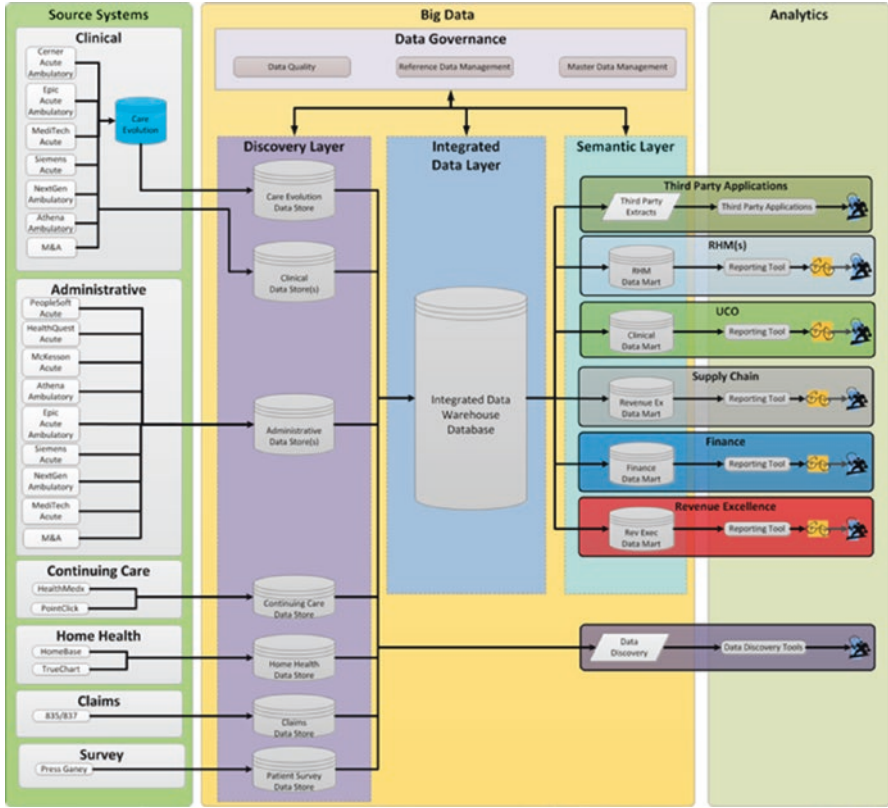 Source Systems
Clinical
Cerner
Acute
Ambulatory
Epic
Acute
Ambulatory
MediTech
Acute
Siemens
Acute
NextGen
Ambulatory
Athena
Ambulatory
M&A
Care
Evolution
Administrative
PeopleSoft
Acute
HealthQuest
Acute
McKesson
Acute
Athena
Ambulatory
Epic
Acute
Ambulatory
Siemens
Acute
NextGen
Ambulatory
MediTech
Acute
M&A
Continuing Care
HealthMedx
PointClick
Home Health
HomeBase
TrueChart
Claims
835/837
Survey
Press Ganey
Big Data
Data Governance
Data Quality
Reference Data Management
Master Data Management
Discovery Layer
Care Evolution
Data Store
Clinical
Data Store(s)
Administrative
Data Store(s)
Continuing Care
Data Store
Home Health
Data Store
Claims
Data Store
Patient Survey
Data Store
Integrated
Data Layer
Integrated Data
Warehouse
Database
Semantic Layer
Analytics
Third Party Applications
Third Party
Extracts
Third Party Applications
RHM(s)
RHM
Data Mart
Reporting Tool
UCO
Clinical
Data Mart
Reporting Tool
Supply Chain
Revenue Ex
Data Mart
Reporting Tool
Finance
Finance
Data Mart
Reporting Tool
Revenue Excellence
Rev Exec
Data Mart
Reporting Tool
Data
Discovery
Data Discovery Tools